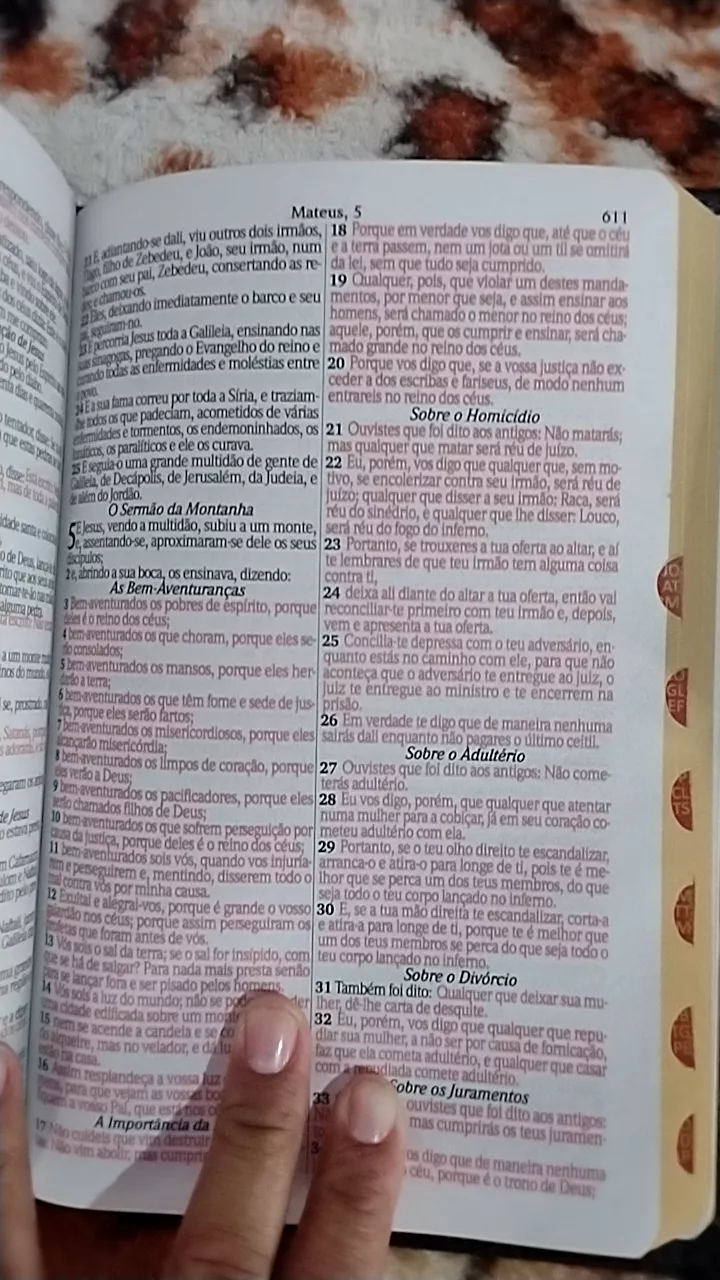 Mateus, 5
611
21 E, adiantando-se dali, viu outros dois irmãos,
filho de Zebedeu, e João, seu irmão, num
barco com seu pai, Zebedeu, consertando as re-
e chamou-os.
22 Eles, deixando imediatamente o barco e seu
seguiram-no.
23 E percorria Jesus toda a Galileia, ensinando nas
suas sinagogas, pregando o Evangelho do reino e
curando todas as enfermidades e moléstias entre
o povo.
24 E a sua fama correu por toda a Síria, e traziam-
lhe todos os que padeciam, acometidos de várias
enfermidades e tormentos, os endemoninhados, os
lunáticos, os paralíticos e ele os curava.
25 E seguia-o uma grande multidão de gente de
Galileia, de Decápolis, de Jerusalém, da Judeia, e
de além do Jordão.
O Sermão da Montanha
5 E Jesus, vendo a multidão, subiu a um monte,
e, assentando-se, aproximaram-se dele os seus
discípulos;
2 e, abrindo a sua boca, os ensinava, dizendo:
As Bem-Aventuranças
3 Bem-aventurados os pobres de espírito, porque
deles é o reino dos céus;
4 bem-aventurados os que choram, porque eles se-
rão consolados;
5 bem-aventurados os mansos, porque eles her-
darão a terra;
6 bem-aventurados os que têm fome e sede de jus-
tiça, porque eles serão fartos;
7 bem-aventurados os misericordiosos, porque eles
alcançarão misericórdia;
8 bem-aventurados os limpos de coração, porque
eles verão a Deus;
9 bem-aventurados os pacificadores, porque eles
serão chamados filhos de Deus;
10 bem-aventurados os que sofrem perseguição por
causa da justiça, porque deles é o reino dos céus;
11 bem-aventurados sois vós, quando vos injuria-
rem e perseguirem e, mentindo, disserem todo o
mal contra vós por minha causa.
12 Exultai e alegrai-vos, porque é grande o vosso
galardão nos céus; porque assim perseguiram os
profetas que foram antes de vós.
13 Vós sois o sal da terra; se o sal for insípido, com
que se há de salgar? Para nada mais presta senão
para se lançar fora e ser pisado pelos homens.
14 Vós sois a luz do mundo; não se pode der
uma cidade edificada sobre um monte
15 nem se acende a candeia e se co
do alqueire, mas no velador, e dá lu
estão na casa.
16 Assim resplandeça a vossa luz
mens, para que vejam as vossas bo
fiquem a vosso Pai, que está nos c
A Importância da
17 Não cuideis que vim destruir
tas: Não vim abolir, mas cumprir.
18 Porque em verdade vos digo que, até que o céu
e a terra passem, nem um jota ou um til se omitirá
da lei, sem que tudo seja cumprido.
19 Qualquer, pois, que violar um destes manda-
mentos, por menor que seja, e assim ensinar aos
homens, será chamado o menor no reino dos céus;
aquele, porém, que os cumprir e ensinar, será cha-
mado grande no reino dos céus.
20 Porque vos digo que, se a vossa justiça não ex-
ceder a dos escribas e fariseus, de modo nenhum
entrareis no reino dos céus.
Sobre o Homicídio
21 Ouvistes que foi dito aos antigos: Não matarás;
mas qualquer que matar será réu de juízo.
22 Eu, porém, vos digo que qualquer que, sem mo-
tivo, se encolerizar contra seu irmão, será réu de
juízo; qualquer que disser a seu irmão: Raca, será
réu do sinédrio, e qualquer que lhe disser: Louco,
será réu do fogo do inferno.
23 Portanto, se trouxeres a tua oferta ao altar, e aí
te lembrares de que teu irmão tem alguma coisa
contra ti,
24 deixa ali diante do altar a tua oferta, então vai
reconciliar-te primeiro com teu irmão e, depois,
vem e apresenta a tua oferta.
25 Concilia-te depressa com o teu adversário, en-
quanto estás no caminho com ele, para que não
aconteça que o adversário te entregue ao juiz, o
juiz te entregue ao ministro e te encerrem na
prisão.
26 Em verdade te digo que de maneira nenhuma
sairás dali enquanto não pagares o último ceitil.
Sobre o Adultério
27 Ouvistes que foi dito aos antigos: Não come-
terás adultério.
28 Eu vos digo, porém, que qualquer que atentar
numa mulher para a cobiçar, já em seu coração co-
meteu adultério com ela.
29 Portanto, se o teu olho direito te escandalizar,
arranca-o e atira-o para longe de ti, pois te é me-
lhor que se perca um dos teus membros, do que
seja todo o teu corpo lançado no inferno.
30 E, se a tua mão direita te escandalizar, corta-a
e atira-a para longe de ti, porque te é melhor que
um dos teus membros se perca do que seja todo o
teu corpo lançado no inferno.
Sobre o Divórcio
31 Também foi dito: Qualquer que deixar sua mu-
lher, dê-lhe carta de desquite.
32 Eu, porém, vos digo que qualquer que repu-
diar sua mulher, a não ser por causa de fornicação,
faz que ela cometa adultério, e qualquer que casar
com a repudiada comete adultério.
Sobre os Juramentos
33 ouvistes que foi dito aos antigos:
mas cumprirás os teus juramen-
os digo que de maneira nenhuma
céu, porque é o trono de Deus;